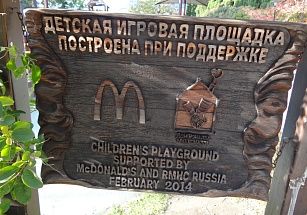 ДЕТСКАЯ ИГРОВАЯ ПЛОЩАДКА
ПОСТРОЕНА ПРИ ПОДДЕРЖКЕ
CHILDREN'S PLAYGROUND
SUPPORTED BY
McDONALD'S AND RMHC RUSSIA
FEBRUARY 2014